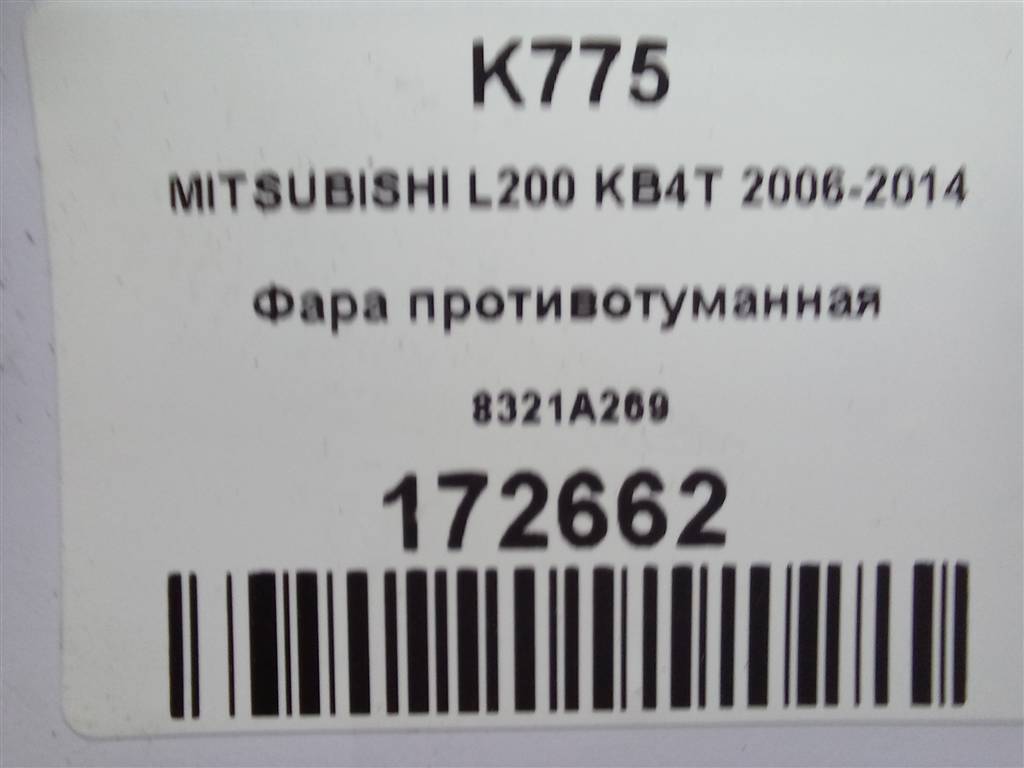 K775
MITSUBISHI L200 KB4T 2006-2014
Фара противотуманная
8321A269
172662